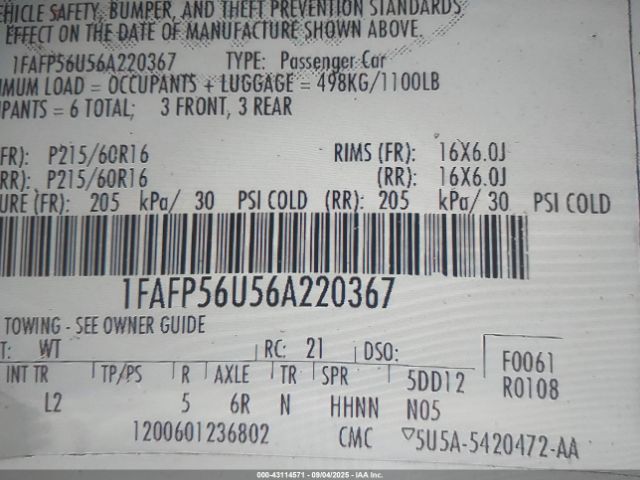 VEHICLE SAFETY, BUMPER, AND THEFT PREVENTION STANDARDS
EFFECT ON THE DATE OF MANUFACTURE SHOWN ABOVE.
1FAFP56U56A220367 TYPE: Passenger Car
IMUM LOAD = OCCUPANTS + LUGGAGE = 498KG/1100LB
UPANTS = 6 TOTAL; 3 FRONT, 3 REAR
FR): P215/60R16 RIMS (FR): 16X6.0J
RR): P215/60R16 (RR): 16X6.0J
URE (FR): 205 kPa/ 30 PSI COLD (RR): 205 kPa/ 30 PSI COLD
1FAFP56U56A220367
TOWING - SEE OWNER GUIDE
T: WT RC: 21 DSO: F0061
INT TR TP/PS R AXLE TR SPR 5DD12 R0108
L2 5 6R N HHNN N05
1200601236802 CMC ▽5U5A-5420472-AA
000-43114571 - 09/04/2025 - IAA Inc.